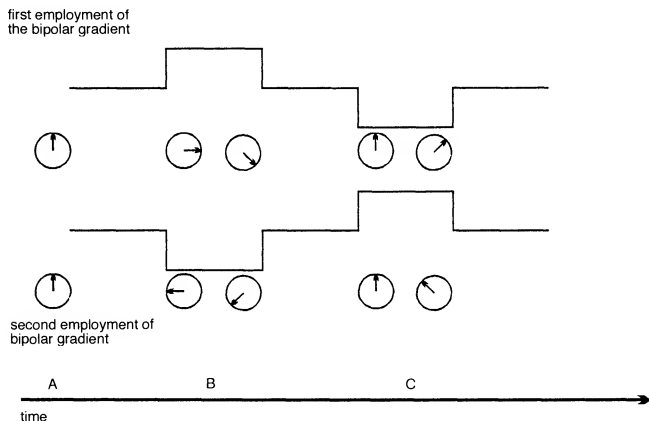 first employment of
the bipolar gradient
second employment of
bipolar gradient
A B C
time